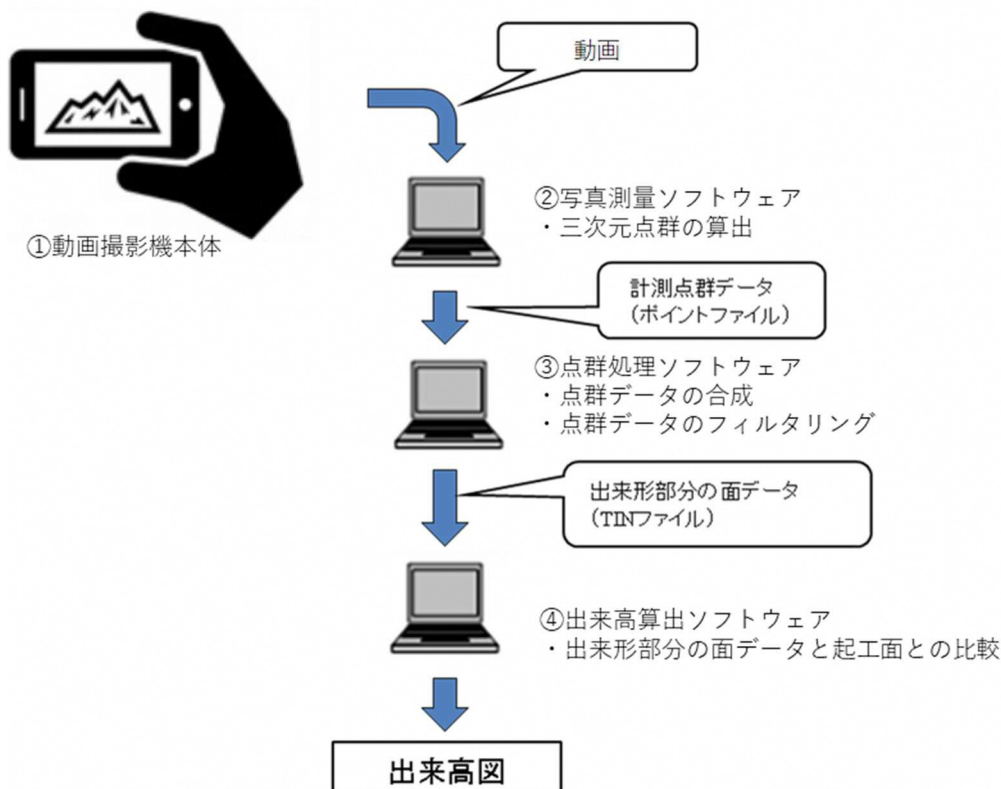 動画
①動画撮影機本体
②写真測量ソフトウェア
・三次元点群の算出
計測点群データ
(ポイントファイル)
③点群処理ソフトウェア
・点群データの合成
・点群データのフィルタリング
出来形部分の面データ
(TINファイル)
④出来高算出ソフトウェア
・出来形部分の面データと起工面との比較
出来高図